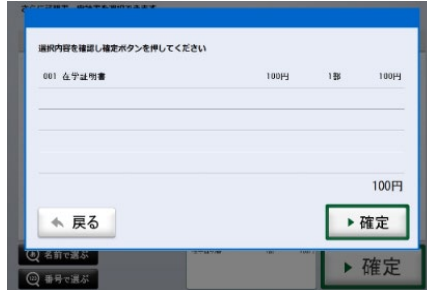 選択内容を確認し確定ボタンを押してください
001 在学証明書 100円 1部 100円
100円
戻る
確定
名前で選ぶ
確定
番号で選ぶ